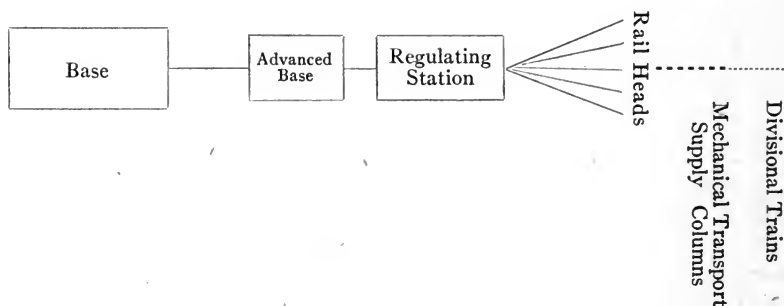 Base
Advanced
Base
Regulating
Station
Rail Heads
Mechanical Transport
Supply Columns
Divisional Trains